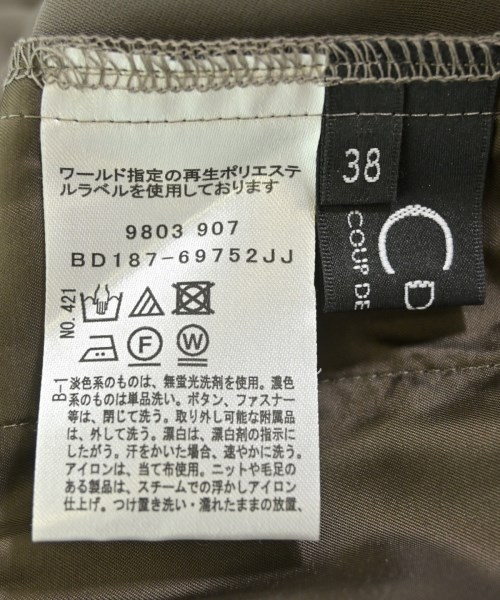 ワールド指定の再生ポリエステ
ルラベルを使用しております
9803 907
BD187-69752JJ
NO.421
F
W
B-1
淡色系のものは、無蛍光洗剤を使用。濃色
系のものは単品洗い。ボタン、ファスナー
等は、閉じて洗う。取り外し可能な附属品
は、外して洗う。漂白は、漂白剤の指示に
したがう。汗をかいた場合、速やかに洗う。
アイロンは、当て布使用。ニットや毛足の
ある製品は、スチームでの浮かしアイロン
仕上げ。つけ置き洗い・濡れたままの放置、
38
CD
COUP DE